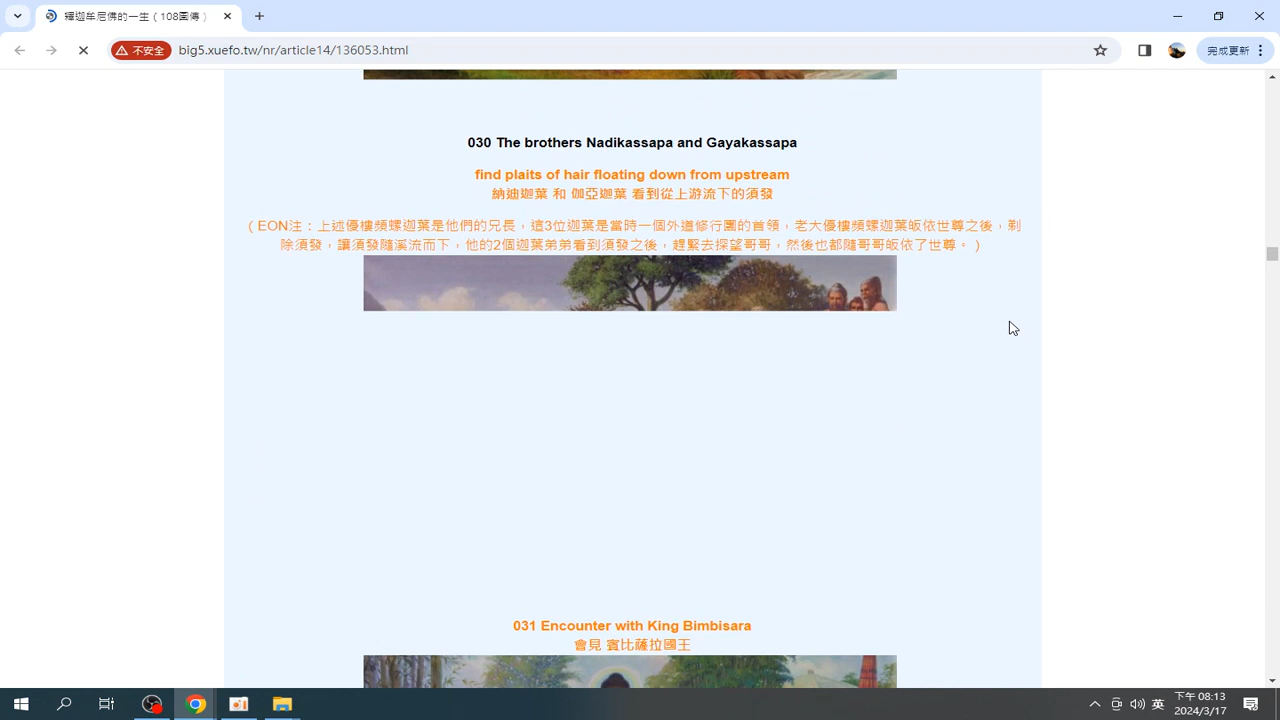 釋迦牟尼佛的一生（108圖傳）
不安全
big5.xuefo.tw/nr/article14/136053.html
完成更新
030 The brothers Nadikassapa and Gayakassapa
find plaits of hair floating down from upstream
納迪迦葉 和 伽亞迦葉 看到從上游流下的須發
（EON注：上述優樓頻螺迦葉是他們的兄長，這3位迦葉是當時一個外道修行團的首領，老大優樓頻螺迦葉皈依世尊之後，剃
除須發，讓須發隨溪流而下，他的2個迦葉弟弟看到須發之後，趕緊去探望哥哥，然後也都隨哥哥皈依了世尊。）
031 Encounter with King Bimbisara
會見 賓比薩拉國王
英
下午 08:13
2024/3/17